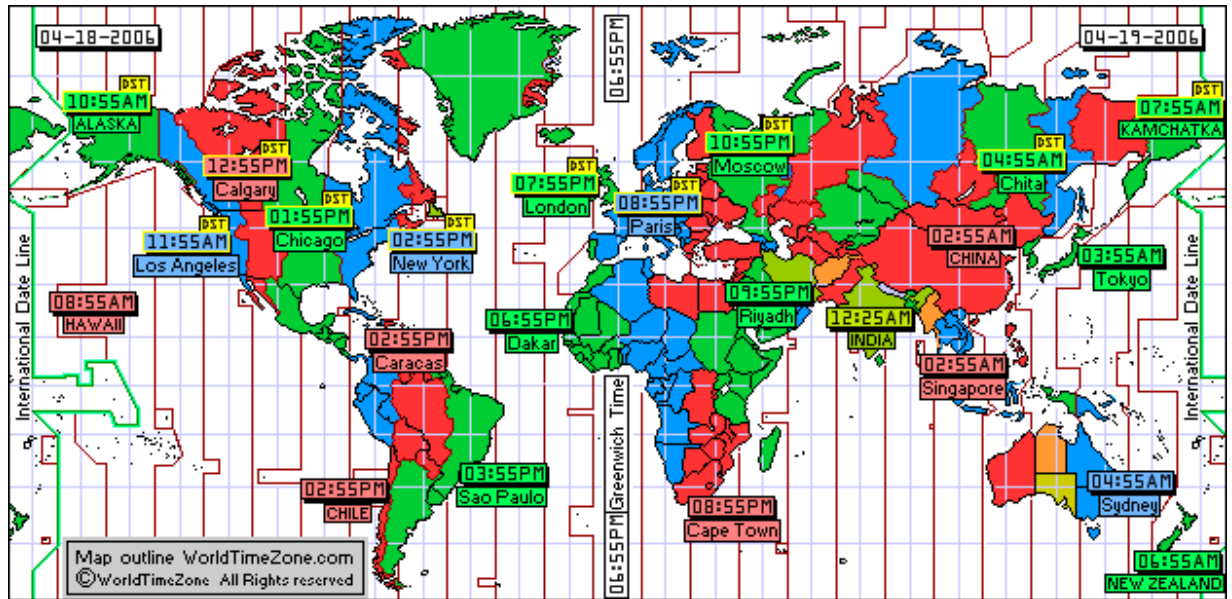 04-18-2006
06:55PM
04-19-2006
DST
10:55AM
ALASKA
DST
12:55PM
Calgary
DST
01:55PM
Chicago
DST
11:55AM
Los Angeles
DST
02:55PM
New York
DST
07:55PM
London
DST
08:55PM
Paris
DST
10:55PM
Moscow
DST
04:55AM
Chita
DST
07:55AM
KAMCHATKA
02:55AM
CHINA
03:55AM
Tokyo
International Date Line
08:55AM
HAWAII
02:55PM
Caracas
06:55PM
Dakar
09:55PM
Riyadh
12:25AM
INDIA
02:55AM
Singapore
International Date Line
02:55PM
CHILE
03:55PM
Sao Paulo
06:55PM Greenwich Time
08:55PM
Cape Town
04:55AM
Sydney
06:55AM
NEW ZEALAND
Map outline WorldTimeZone.com
©WorldTimeZone All Rights reserved